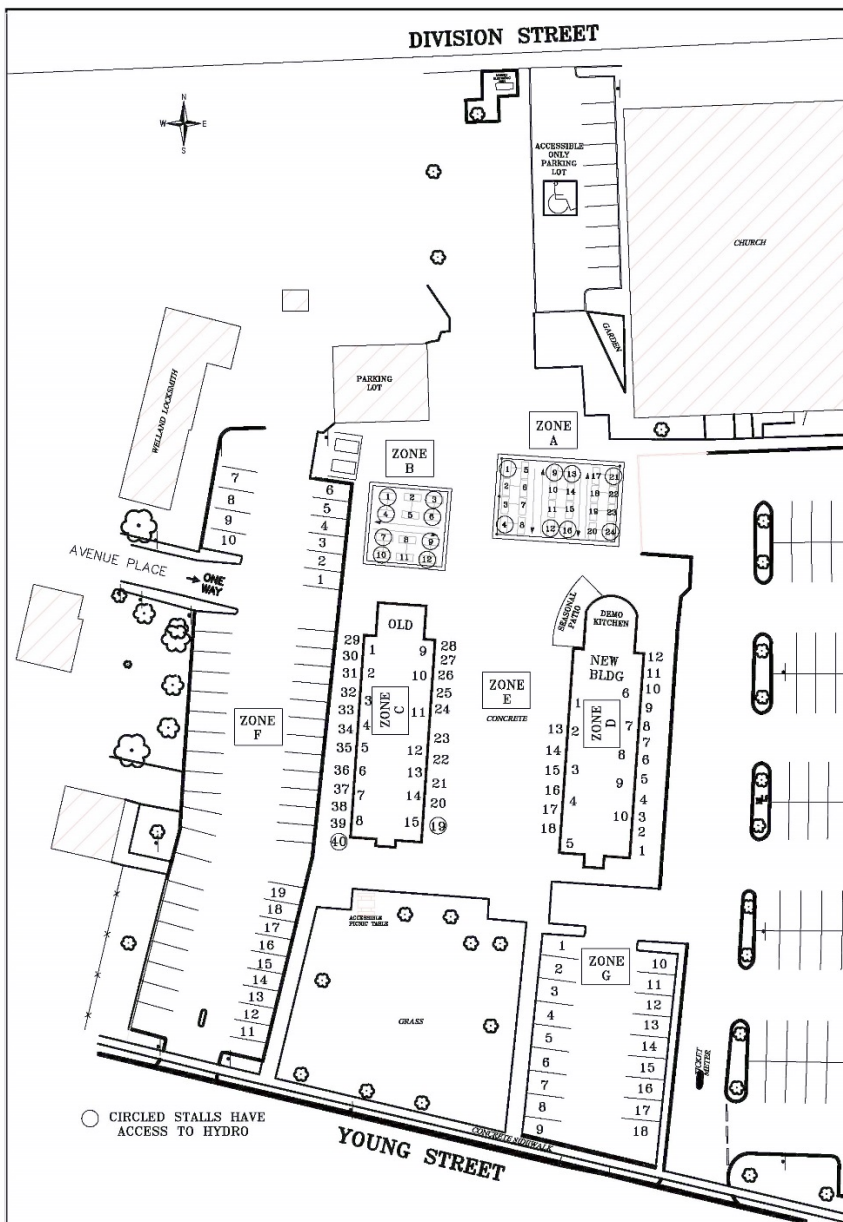 DIVISION STREET
N
W E
S
ACCESSIBLE
ONLY
PARKING
LOT
CHURCH
GARDEN
WELLAND LOCKSMITH
PARKING
LOT
ZONE
A
ZONE
B
1 5 9 13 17 21
2 6 10 14 18 22
3 7 11 15 19 23
4 8 12 16 20 24
1 2 3
4 5 6
7 8 9
10 11 12
7
8
9
10
6
5
4
3
2
1
AVENUE PLACE
ONE
WAY
SEASONAL
PATIO
DEMO
KITCHEN
OLD
NEW
BLDG
29
30
31
32
33
34
35
36
37
38
39
40
1
2
3
4
5
6
7
8
ZONE
C
9
10
11
12
13
14
15
28
27
26
25
24
23
22
21
20
19
ZONE
E
CONCRETE
ZONE
F
13
14
15
16
17
18
1
2
3
4
5
ZONE
D
6
7
8
9
10
12
11
10
9
8
7
6
5
4
3
2
1
19
18
17
16
15
14
13
12
11
ACCESSIBLE
PICNIC TABLE
GRASS
ZONE
G
1
2
3
4
5
6
7
8
9
10
11
12
13
14
15
16
17
18
METER
CIRCLED STALLS HAVE
ACCESS TO HYDRO
CONCRETE SIDEWALK
YOUNG STREET